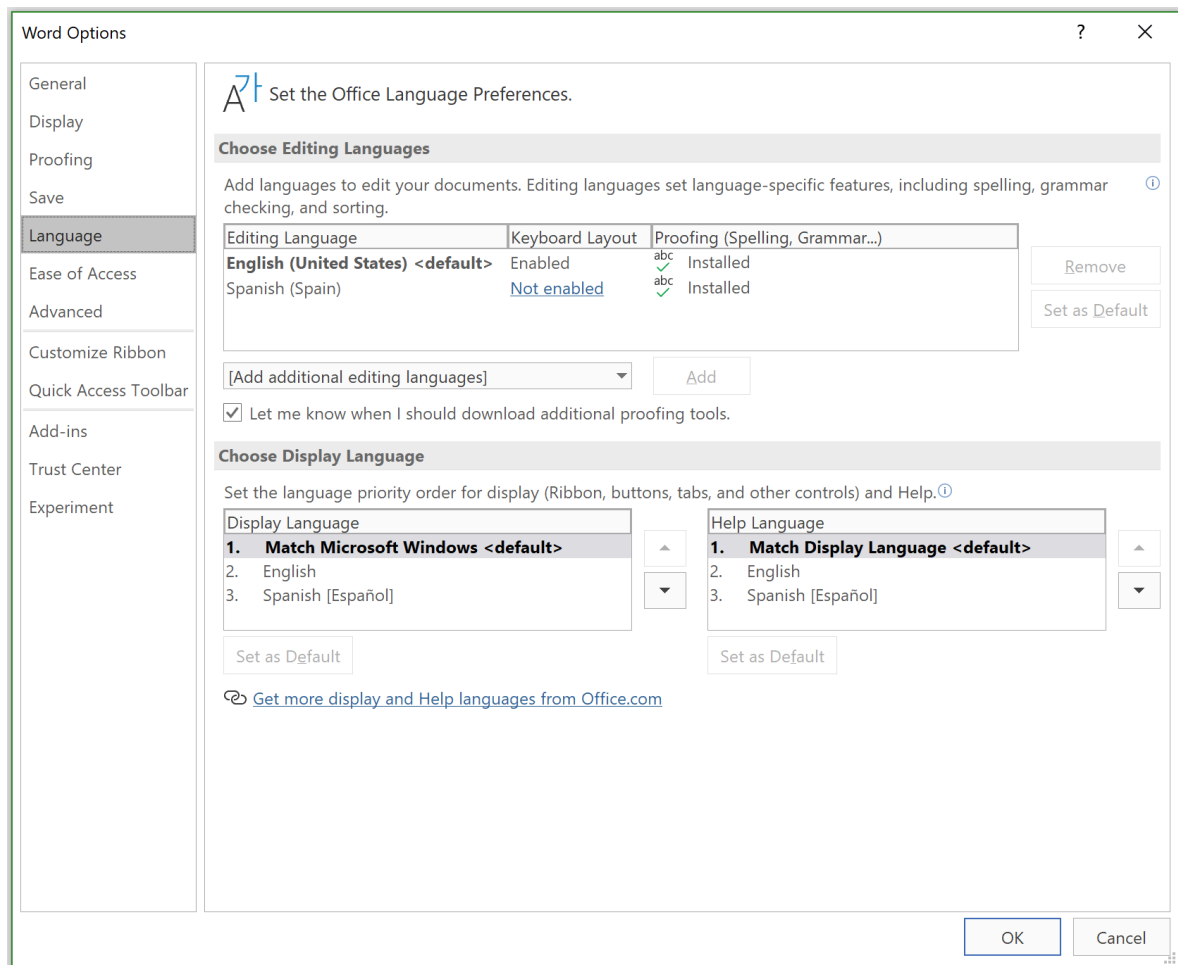 Word Options
?
General
Display
Proofing
Save
Language
Ease of Access
Advanced
Customize Ribbon
Quick Access Toolbar
Add-ins
Trust Center
Experiment
A가 Set the Office Language Preferences.
Choose Editing Languages
Add languages to edit your documents. Editing languages set language-specific features, including spelling, grammar
checking, and sorting.
Editing Language Keyboard Layout Proofing (Spelling, Grammar...)
English (United States) <default> Enabled abc Installed
Spanish (Spain) Not enabled abc Installed
Remove
Set as Default
[Add additional editing languages] Add
Let me know when I should download additional proofing tools.
Choose Display Language
Set the language priority order for display (Ribbon, buttons, tabs, and other controls) and Help.
Display Language
1. Match Microsoft Windows <default>
2. English
3. Spanish [Español]
Set as Default
Help Language
1. Match Display Language <default>
2. English
3. Spanish [Español]
Set as Default
Get more display and Help languages from Office.com
OK Cancel